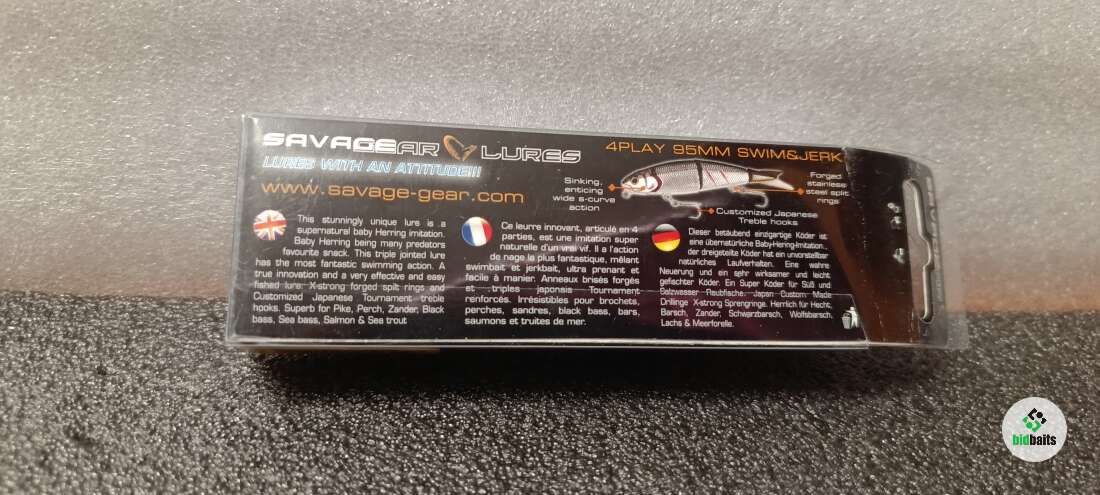 SAVAGEAR LURES
LURES WITH AN ATTITUDE!!!
www.savage-gear.com
4PLAY 95MM SWIM&JERK
Sinking,
enticing
wide s-curve
action
Forged
stainless
steel split
rings
Customized Japanese
Treble hooks
This stunningly unique lure is a
supernaturel baby Herring imitation.
Baby Herring being many predators
favourite snack. This triple jointed lure
has the most fantastic swimming action. A
true innovation and a very effective and easy
fished lure. X-strong forged spilt rings and
Customized Japanese Tournament treble
hooks. Superb for Pike, Perch, Zander, Black
bass, Sea bass, Salmon & Sea trout
Ce leurre innovant, articulé en 4
parties, est une imitation super
naturelle d'un vrai vif. Il a l'action
de nage la plus fantastique, mêlant
swimbait et jerkbait, ultra prenant et
facile à manier. Anneaux brisés forgés
et triples japonais Tournament
renforcés. Irrésistibles pour brochets,
perches, sandres, black bass, bars,
saumons et truites de mer.
Dieser betäubend einzigartige Köder ist
eine übernatürliche Baby-Hering-Imitation...
der dreigeteilte Köder hat ein unvorstellbar
natürliches Laufverhalten. Eine wahre
Neuerung und ein sehr wirksamer und leicht
gefischter Köder. Ein Super Köder für Süß und
Salzwasser Raubfische. Japan Custom Made
Drillinge X-strong Sprengringe. Herrlich für Hecht,
Barsch, Zander, Schwarzbarsch, Wolfsbarsch,
Lachs & Meerforelle.
bidbaits